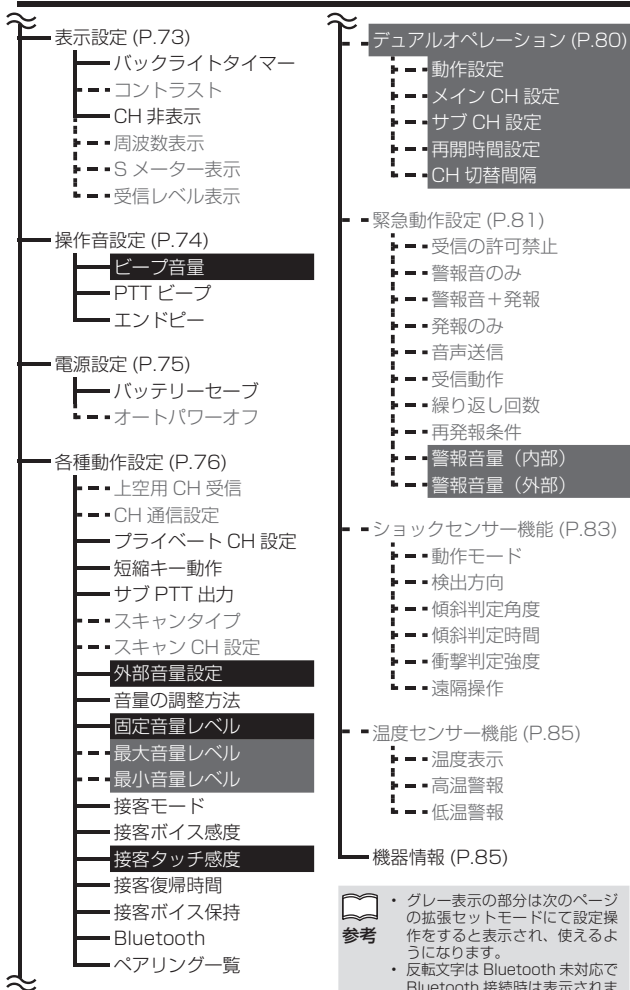 表示設定 (P.73)
バックライトタイマー
コントラスト
CH 非表示
周波数表示
S メーター表示
受信レベル表示
操作音設定 (P.74)
ビープ音量
PTT ビープ
エンドピー
電源設定 (P.75)
バッテリーセーブ
オートパワーオフ
各種動作設定 (P.76)
上空用 CH 受信
CH 通信設定
プライベート CH 設定
短縮キー動作
サブ PTT 出力
スキャンタイプ
スキャン CH 設定
外部音量設定
音量の調整方法
固定音量レベル
最大音量レベル
最小音量レベル
接客モード
接客ボイス感度
接客タッチ感度
接客復帰時間
接客ボイス保持
Bluetooth
ペアリング一覧
デュアルオペレーション (P.80)
動作設定
メイン CH 設定
サブ CH 設定
再開時間設定
CH 切替間隔
緊急動作設定 (P.81)
受信の許可禁止
警報音のみ
警報音＋発報
発報のみ
音声送信
受信動作
繰り返し回数
再発報条件
警報音量（内部）
警報音量（外部）
ショックセンサー機能 (P.83)
動作モード
検出方向
傾斜判定角度
傾斜判定時間
衝撃判定強度
遠隔操作
温度センサー機能 (P.85)
温度表示
高温警報
低温警報
機器情報 (P.85)
参考
・ グレー表示の部分は次のページ
の拡張セットモードにて設定操
作をすると表示され、使えるよ
うになります。
・ 反転文字は Bluetooth 未対応で
Bluetooth 接続時は表示されま